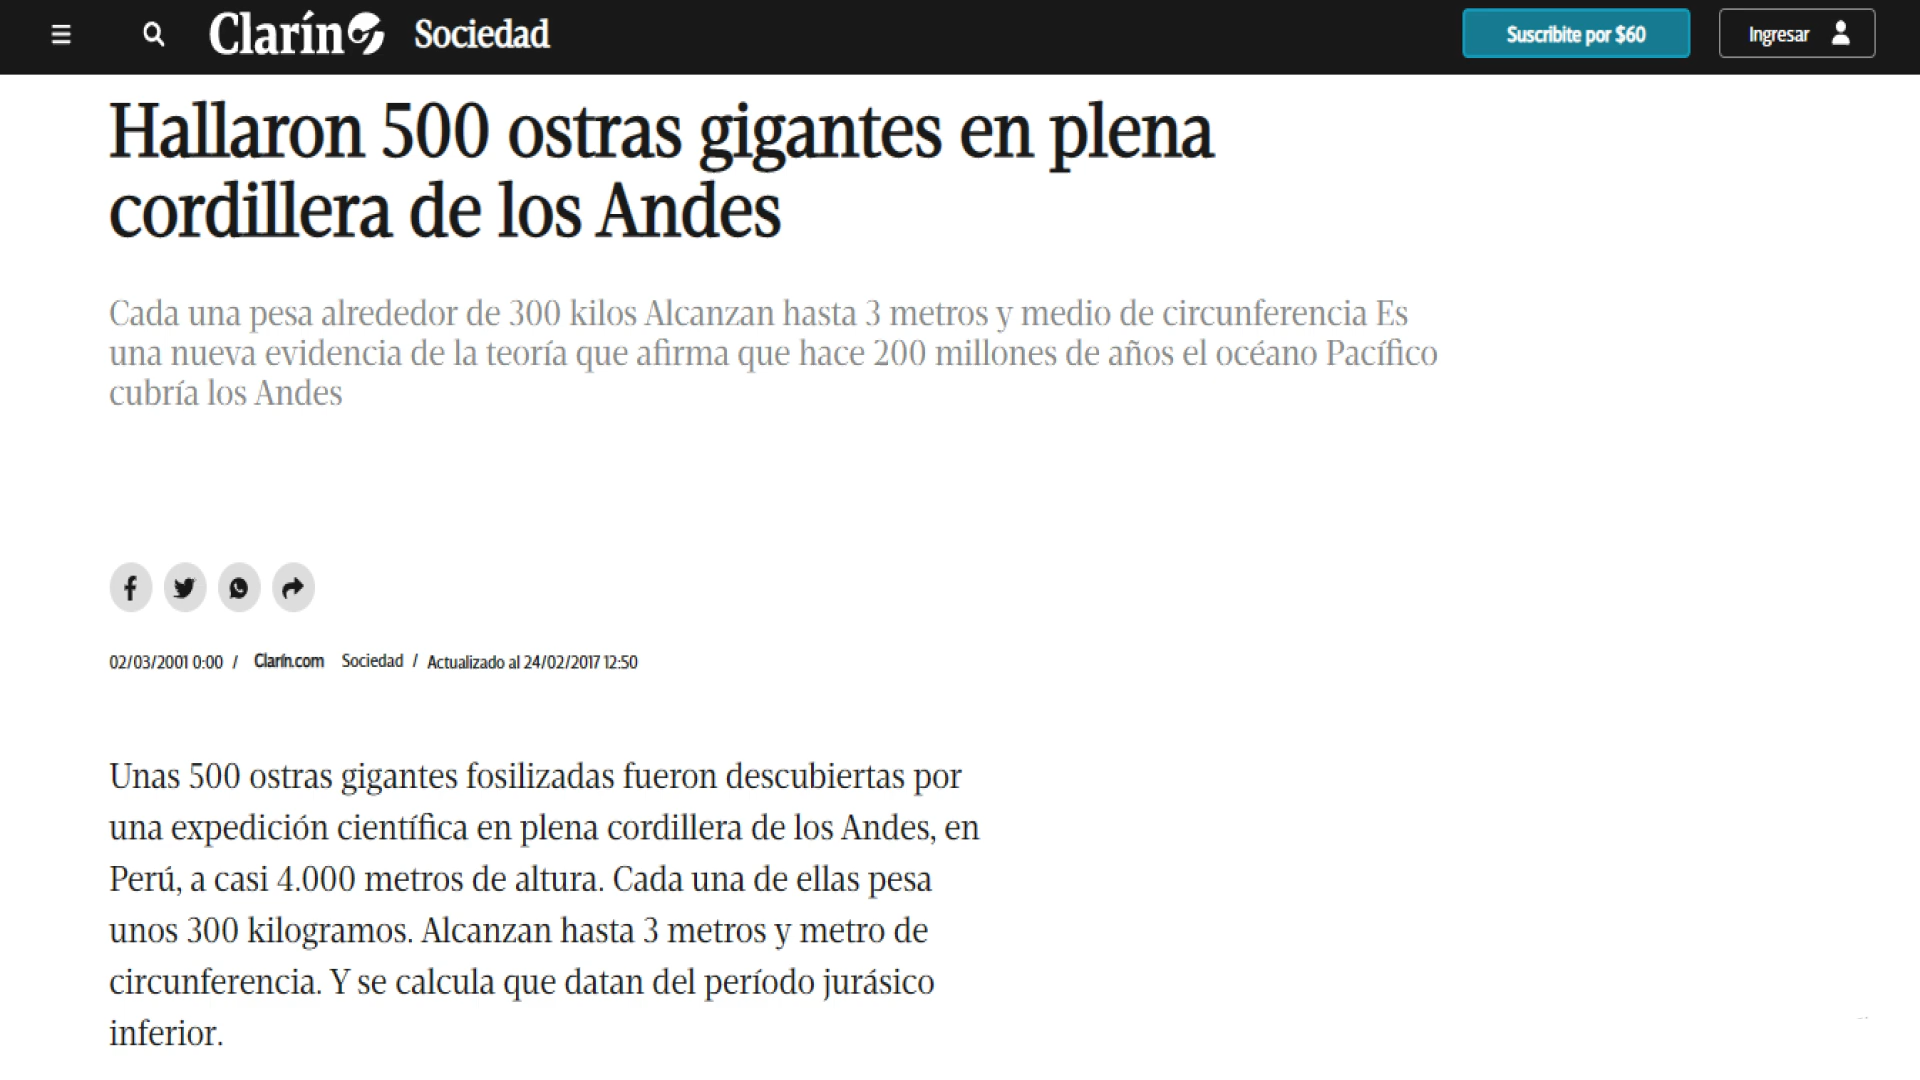 Clarín Sociedad Suscribite por $60 Ingresar
Hallaron 500 ostras gigantes en plena
cordillera de los Andes
Cada una pesa alrededor de 300 kilos Alcanzan hasta 3 metros y medio de circunferencia Es
una nueva evidencia de la teoría que afirma que hace 200 millones de años el océano Pacífico
cubría los Andes
02/03/2001 0:00 / Clarín.com Sociedad / Actualizado al 24/02/2017 12:50
Unas 500 ostras gigantes fosilizadas fueron descubiertas por
una expedición científica en plena cordillera de los Andes, en
Perú, a casi 4.000 metros de altura. Cada una de ellas pesa
unos 300 kilogramos. Alcanzan hasta 3 metros y metro de
circunferencia. Y se calcula que datan del período jurásico
inferior.